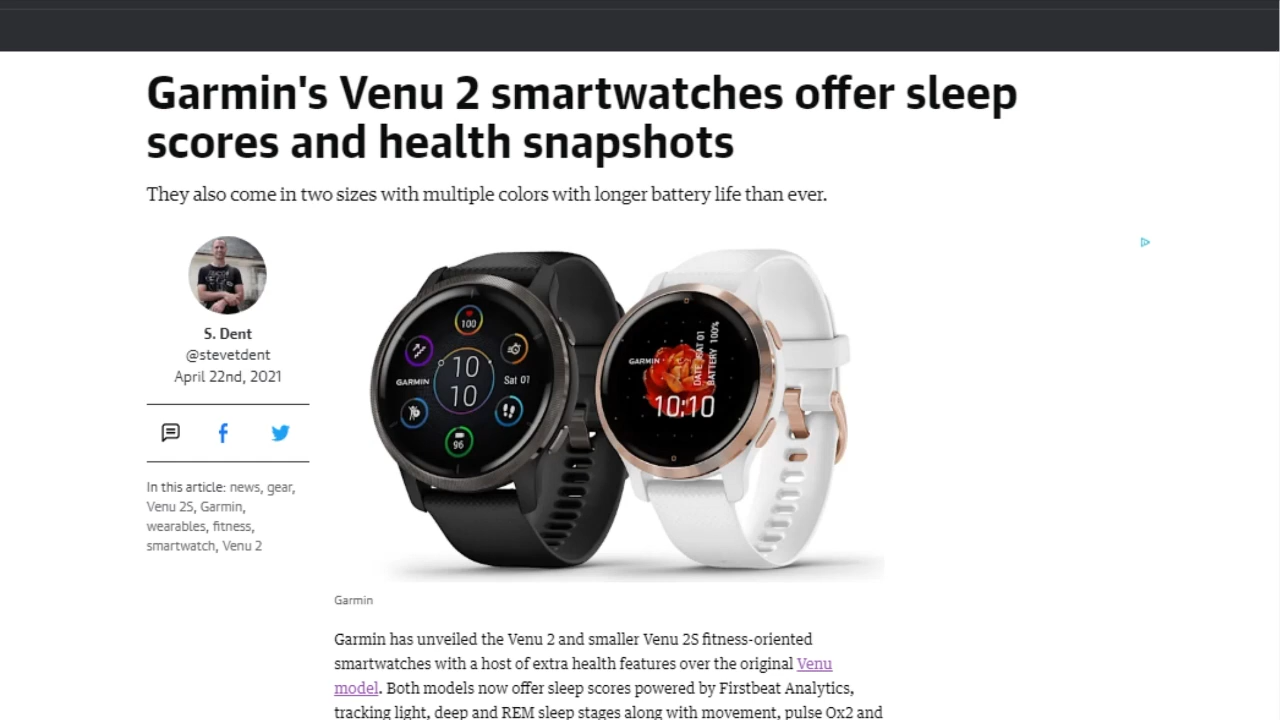 Garmin's Venu 2 smartwatches offer sleep
scores and health snapshots
They also come in two sizes with multiple colors with longer battery life than ever.
S. Dent
@stevetdent
April 22nd, 2021
In this article: news, gear,
Venu 2S, Garmin,
wearables, fitness,
smartwatch, Venu 2
100
10
10
GARMIN
Sat 01
96
GARMIN
DATE SAT 01
BATTERY 100%
10:10
Garmin
Garmin has unveiled the Venu 2 and smaller Venu 2S fitness-oriented
smartwatches with a host of extra health features over the original Venu
model. Both models now offer sleep scores powered by Firstbeat Analytics,
tracking light, deep and REM sleep stages along with movement, pulse Ox2 and